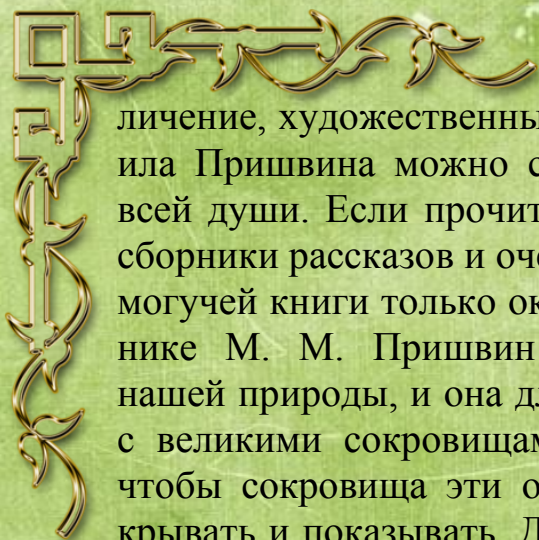 личение, художественны
ила Пришвина можно с
всей души. Если прочит
сборники рассказов и оч
могучей книги только ок
нике М. М. Пришвин
нашей природы, и она д
с великими сокровищам
чтобы сокровища эти о
крывать и показывать. Д